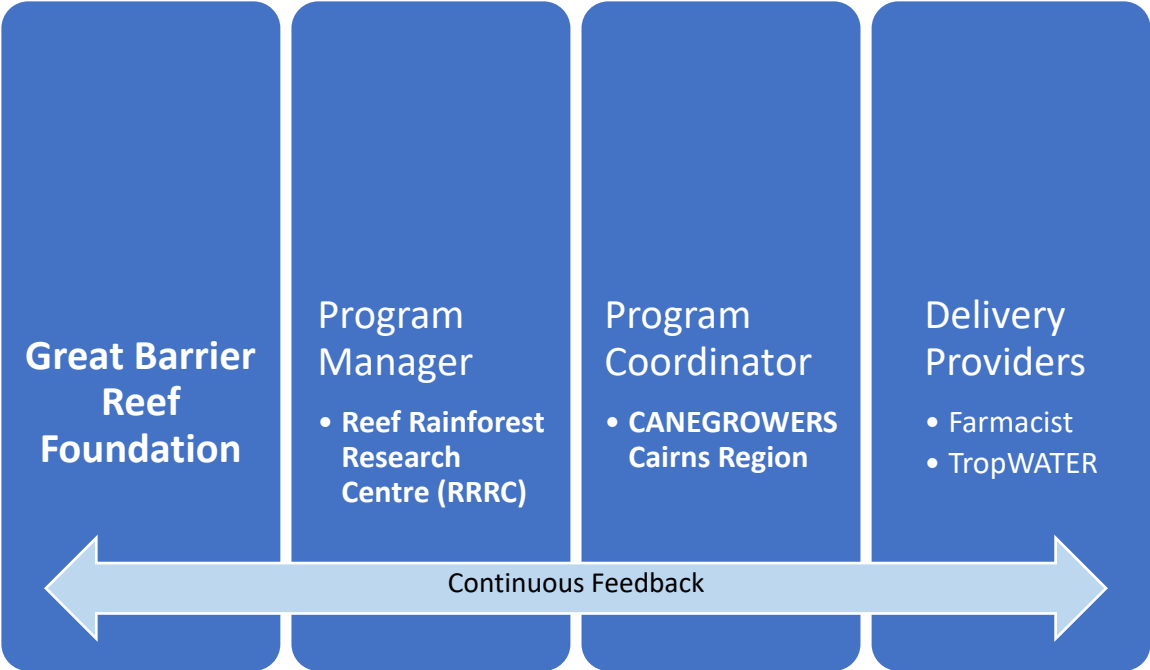 Great Barrier
Reef
Foundation
Program
Manager
• Reef Rainforest
Research
Centre (RRRC)
Program
Coordinator
• CANEGROWERS
Cairns Region
Delivery
Providers
• Farmacist
• TropWATER
Continuous Feedback